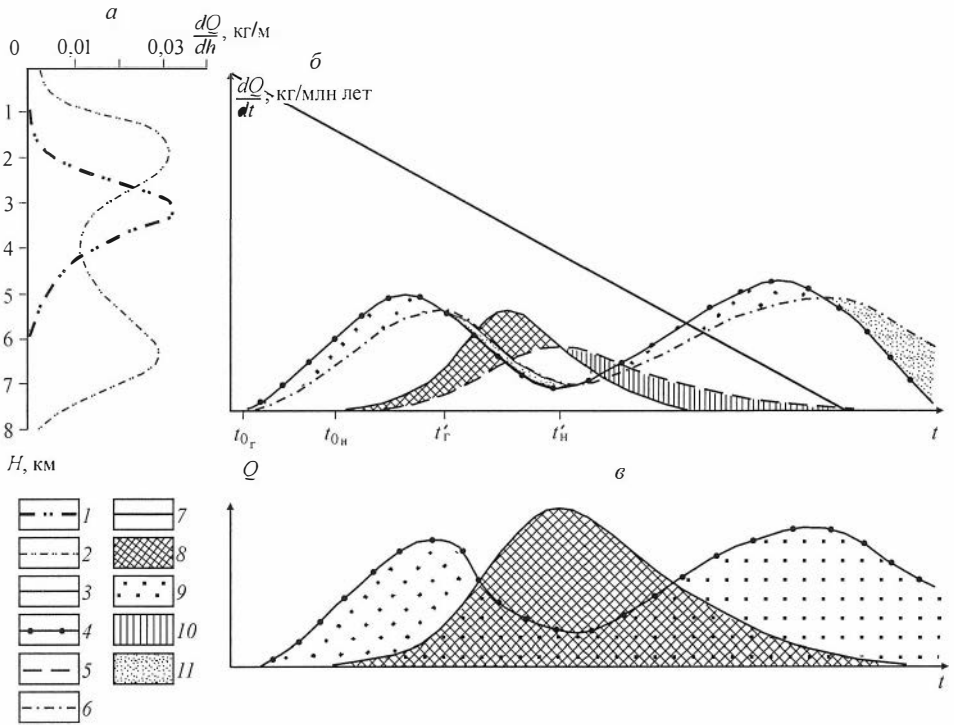 а
dQ/dh, кг/м
0 0,01 0,03
1
2
3
4
5
6
7
8
H, км
б
dQ/dt, кг/млн лет
t₀г t₀н t′г t′н t
Q в
t
1 7
2 8
3 9
4 10
5 11
6